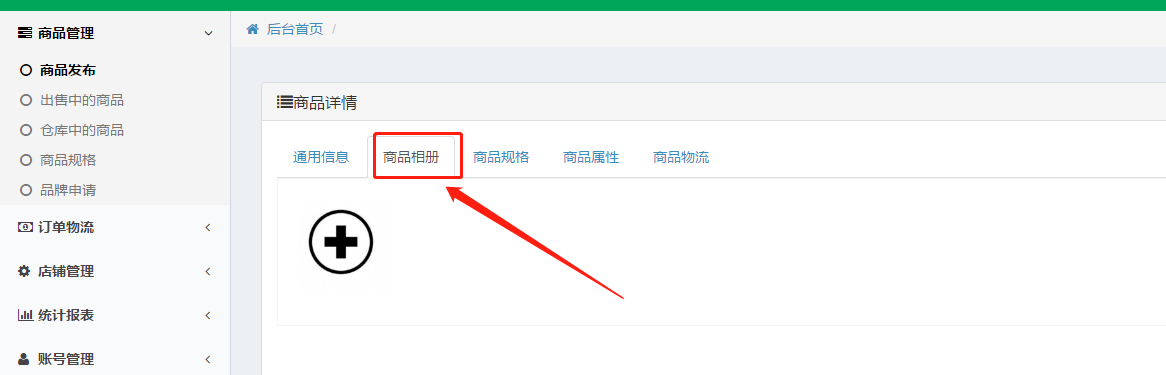 商品管理
商品发布
出售中的商品
仓库中的商品
商品规格
品牌申请
订单物流
店铺管理
统计报表
账号管理
后台首页 /
商品详情
通用信息 商品相册 商品规格 商品属性 商品物流